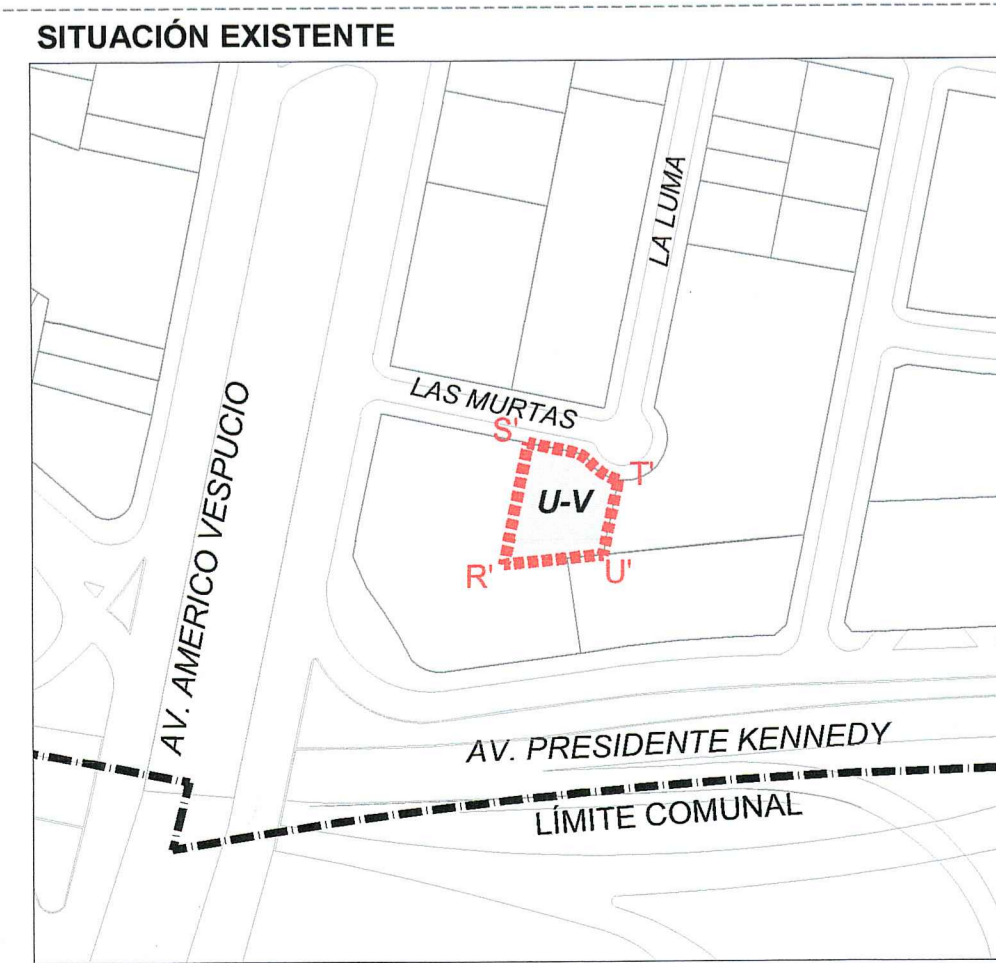 SITUACIÓN EXISTENTE
LA LUMA
LAS MURTAS
S'
T'
U-V
R'
U'
AV. AMERICO VESPUCIO
AV. PRESIDENTE KENNEDY
LÍMITE COMUNAL